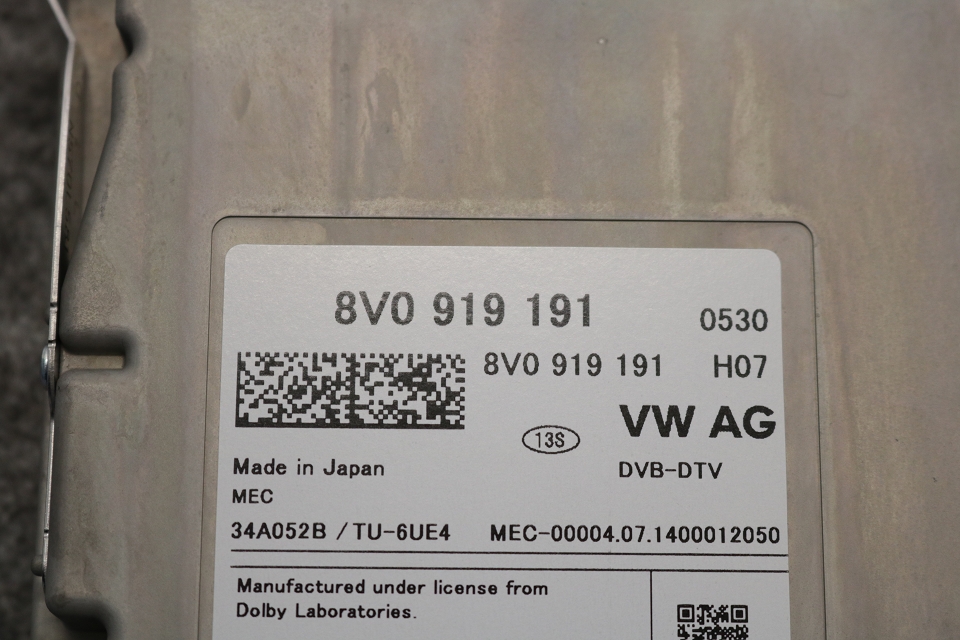 8V0 919 191 0530
8V0 919 191 H07
13S VW AG
Made in Japan DVB-DTV
MEC
34A052B / TU-6UE4 MEC-00004.07.1400012050
Manufactured under license from
Dolby Laboratories.